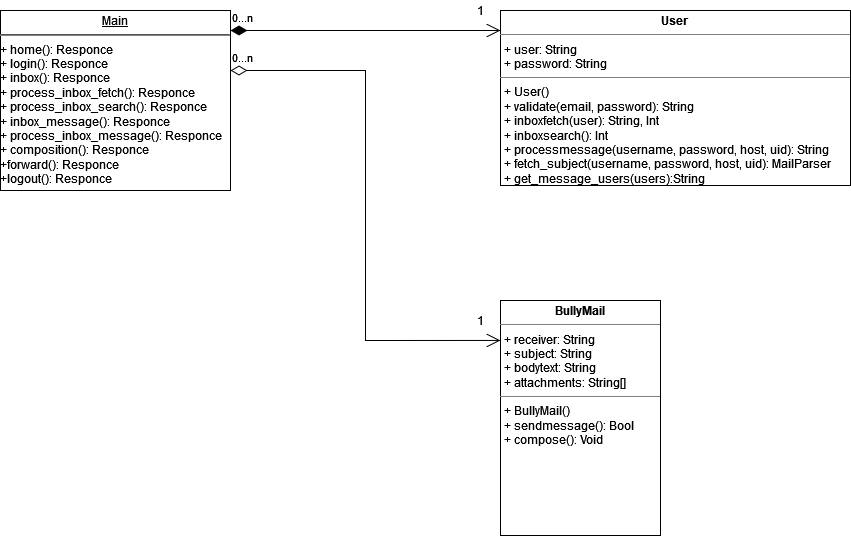 Main
+ home(): Responce
+ login(): Responce
+ inbox(): Responce
+ process_inbox_fetch(): Responce
+ process_inbox_search(): Responce
+ inbox_message(): Responce
+ process_inbox_message(): Responce
+ composition(): Responce
+forward(): Responce
+logout(): Responce
0...n
0...n
1
User
+ user: String
+ password: String
+ User()
+ validate(email, password): String
+ inboxfetch(user): String, Int
+ inboxsearch(): Int
+ processmessage(username, password, host, uid): String
+ fetch_subject(username, password, host, uid): MailParser
+ get_message_users(users):String
1
BullyMail
+ receiver: String
+ subject: String
+ bodytext: String
+ attachments: String[]
+ BullyMail()
+ sendmessage(): Bool
+ compose(): Void